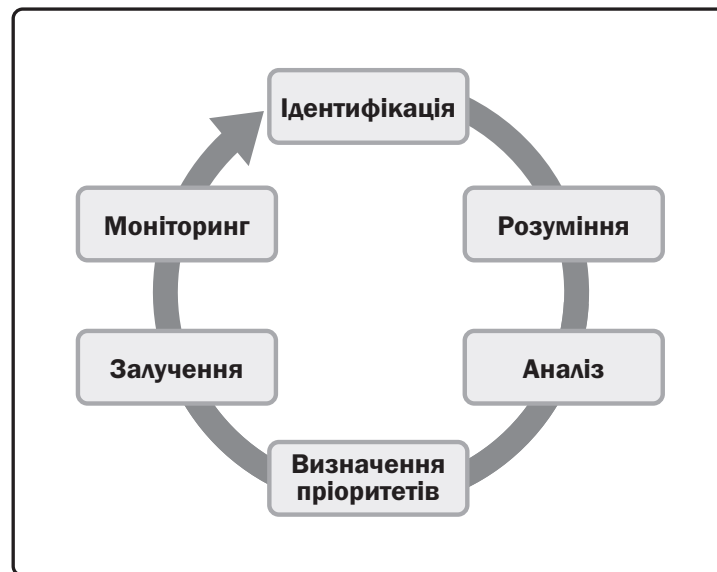 Ідентифікація
Розуміння
Аналіз
Визначення
пріоритетів
Залучення
Моніторинг